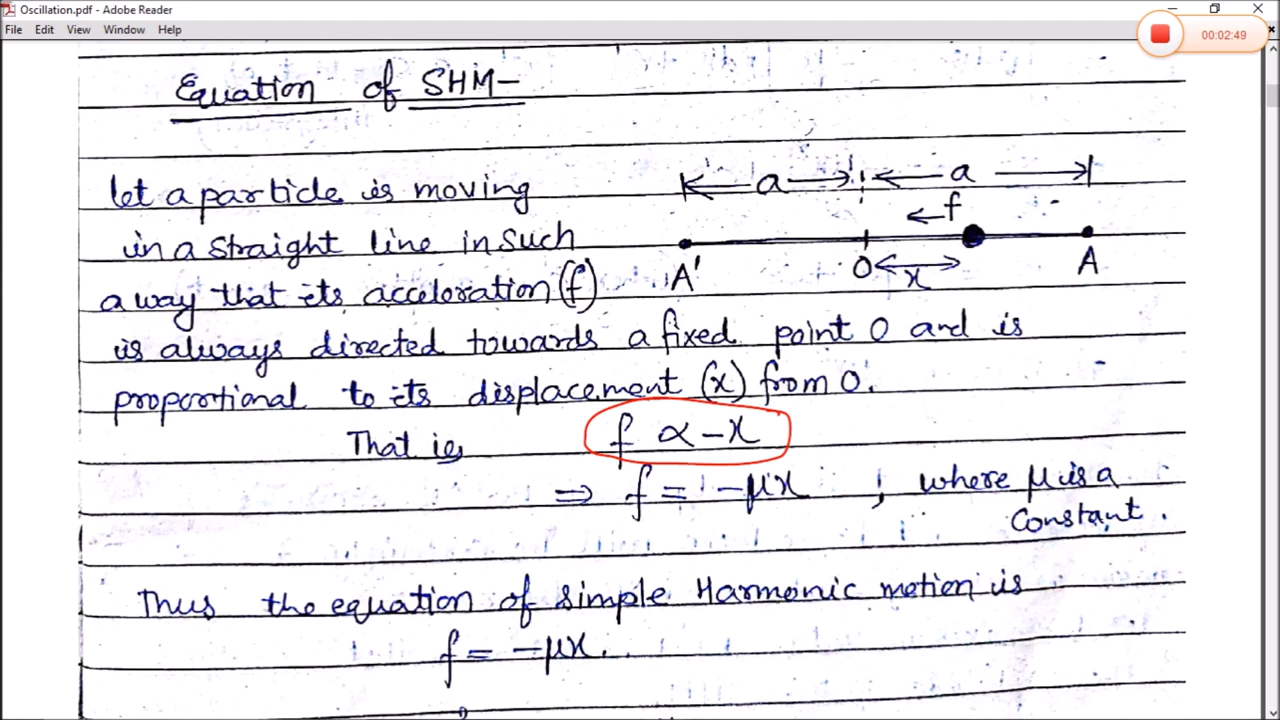 Oscillation.pdf - Adobe Reader
File Edit View Window Help
00:02:49
Equation of SHM-
let a particle is moving
in a straight line in such
a way that its acceloration (f)
is always directed towards a fixed point O and is
proportional to its displacement (x) from O.
a a
f
A' O x A
That is f ∝ -x
⇒ f = -μx , where μ is a
Constant.
Thus the equation of simple Harmonic motion is
f = -μx.